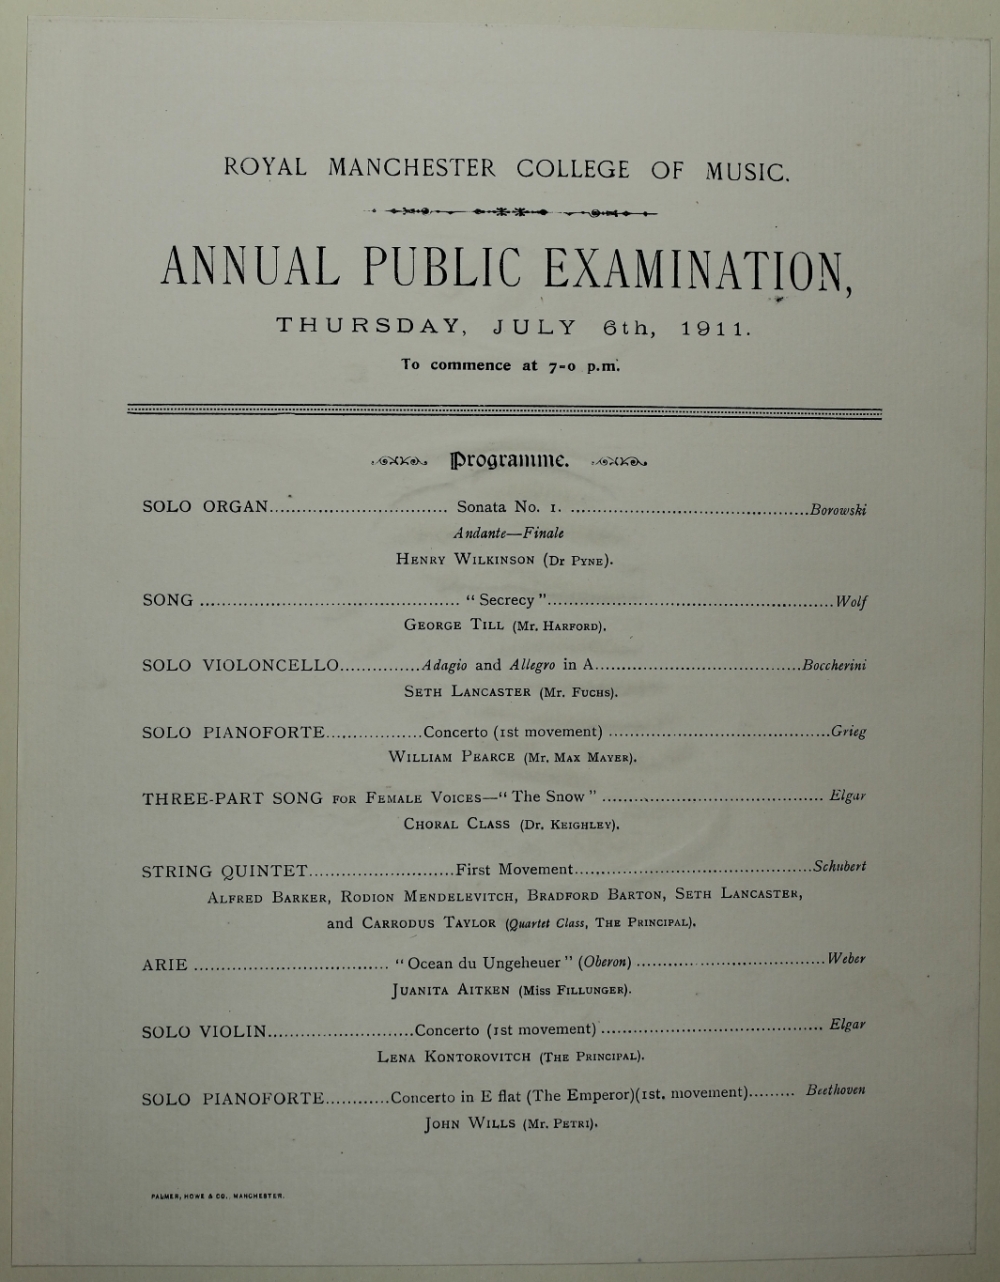 ROYAL MANCHESTER COLLEGE OF MUSIC.
ANNUAL PUBLIC EXAMINATION,
THURSDAY, JULY 6th, 1911.
To commence at 7-0 p.m.
Programme.
SOLO ORGAN................................ Sonata No. 1. ...........................................Borowski
Andante—Finale
HENRY WILKINSON (Dr PYNE).
SONG .............................................. “ Secrecy ”...................................................Wolf
GEORGE TILL (Mr. HARFORD).
SOLO VIOLONCELLO..............Adagio and Allegro in A.....................................Boccherini
SETH LANCASTER (Mr. FUCHS).
SOLO PIANOFORTE.................Concerto (1st movement) .......................................Grieg
WILLIAM PEARCE (Mr. MAX MAYER).
THREE-PART SONG FOR FEMALE VOICES—“ The Snow ” ........................................ Elgar
CHORAL CLASS (Dr. KEIGHLEY).
STRING QUINTET..........................First Movement..........................................Schubert
ALFRED BARKER, RODION MENDELEVITCH, BRADFORD BARTON, SETH LANCASTER,
and CARRODUS TAYLOR (Quartet Class, THE PRINCIPAL).
ARIE ................................... “ Ocean du Ungeheuer ” (Oberon) ..................................Weber
JUANITA AITKEN (Miss FILLUNGER).
SOLO VIOLIN..........................Concerto (1st movement) ........................................ Elgar
LENA KONTOROVITCH (THE PRINCIPAL).
SOLO PIANOFORTE...........Concerto in E flat (The Emperor)(1st. movement)......... Beethoven
JOHN WILLS (Mr. PETRI).
PALMER, HOWE & CO., MANCHESTER.